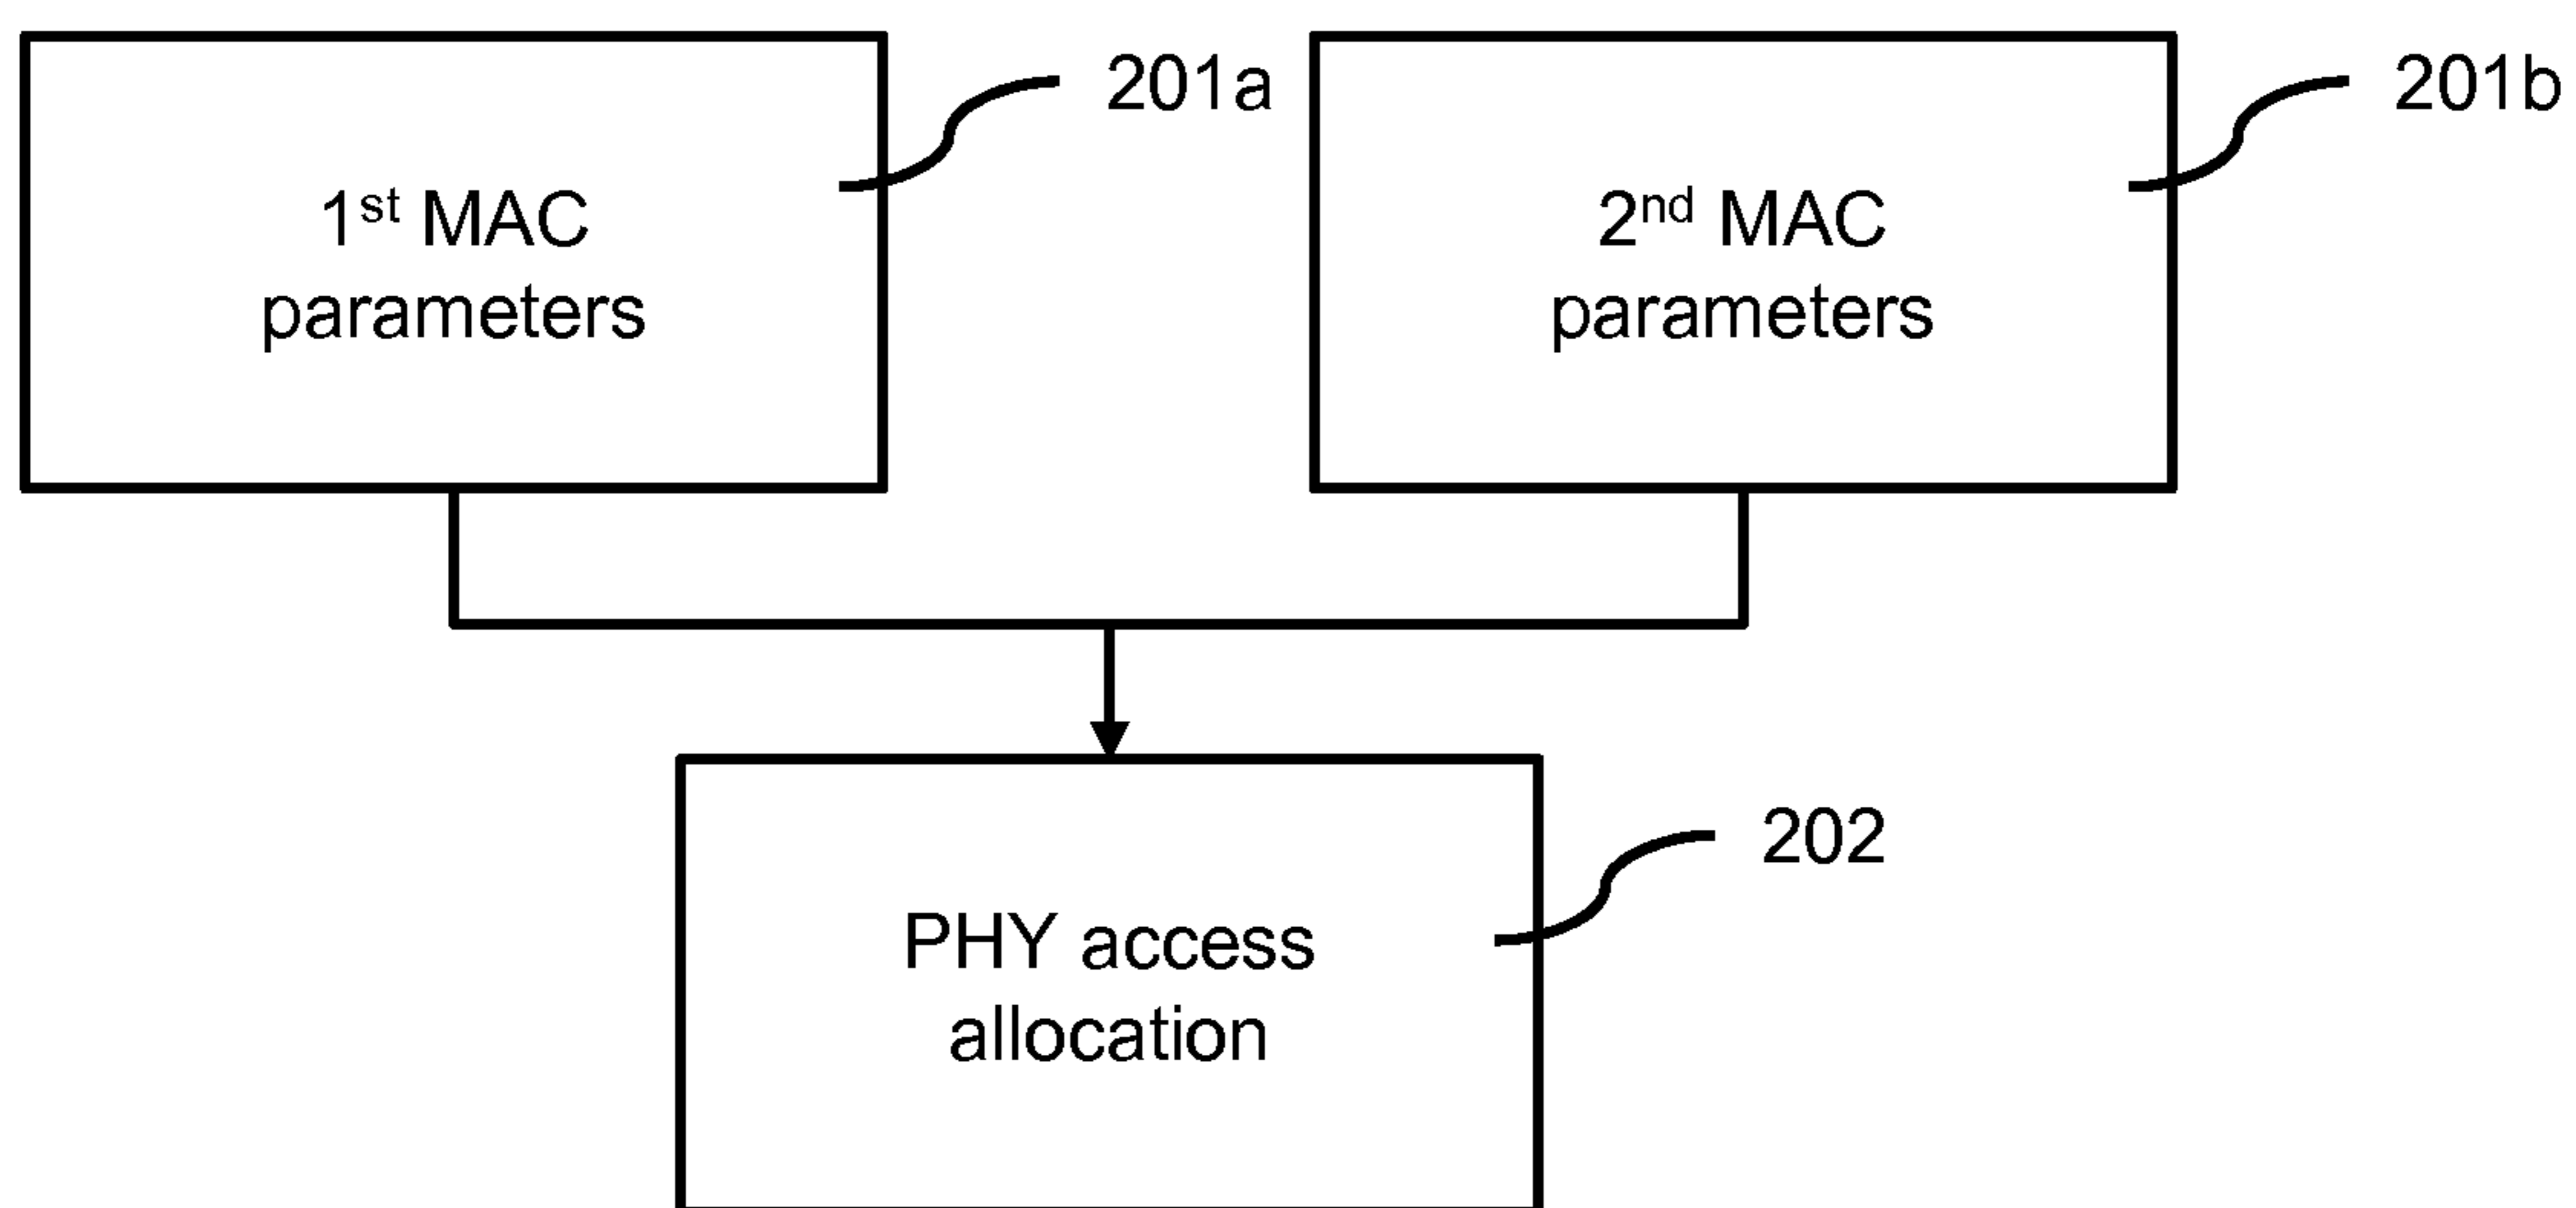 201a
201b
1st MAC
parameters
2nd MAC
parameters
202
PHY access
allocation